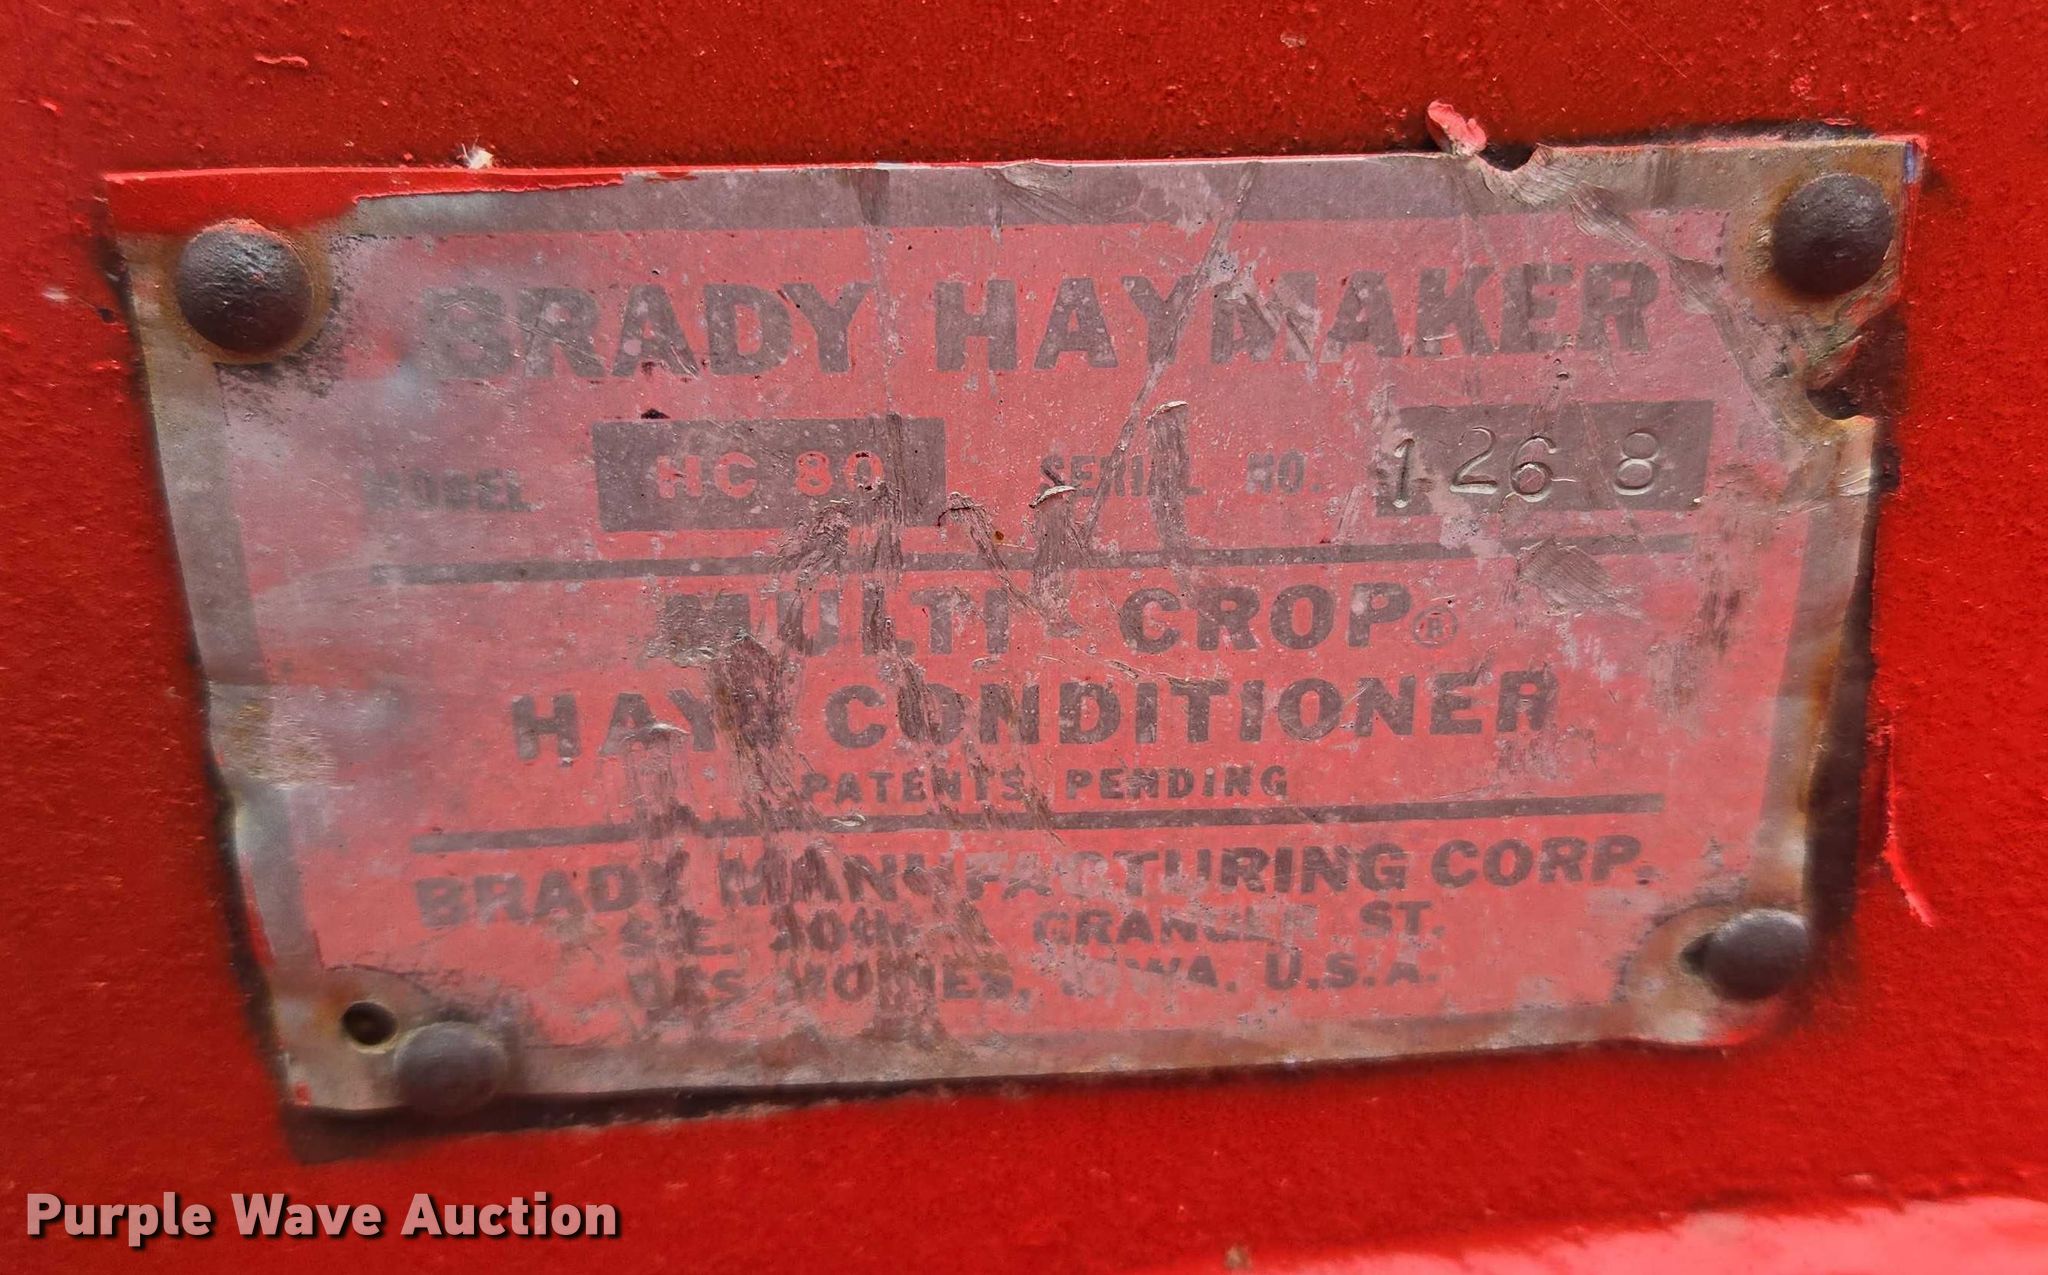 BRADY HAYMAKER
MODEL HC 80 SERIAL NO. 1268
MULTI-CROP®
HAY CONDITIONER
PATENTS PENDING
BRADY MANUFACTURING CORP.
S.E. GRANGER ST.
DES MOINES, IOWA, U.S.A.
Purple Wave Auction